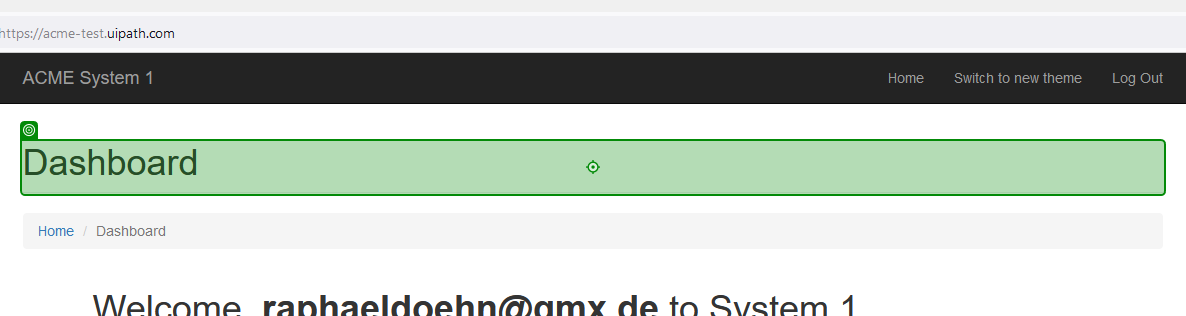 https://acme-test.uipath.com
ACME System 1 Home Switch to new theme Log Out
Dashboard
Home / Dashboard
Welcome, raphaeldoehn@gmx.de to System 1